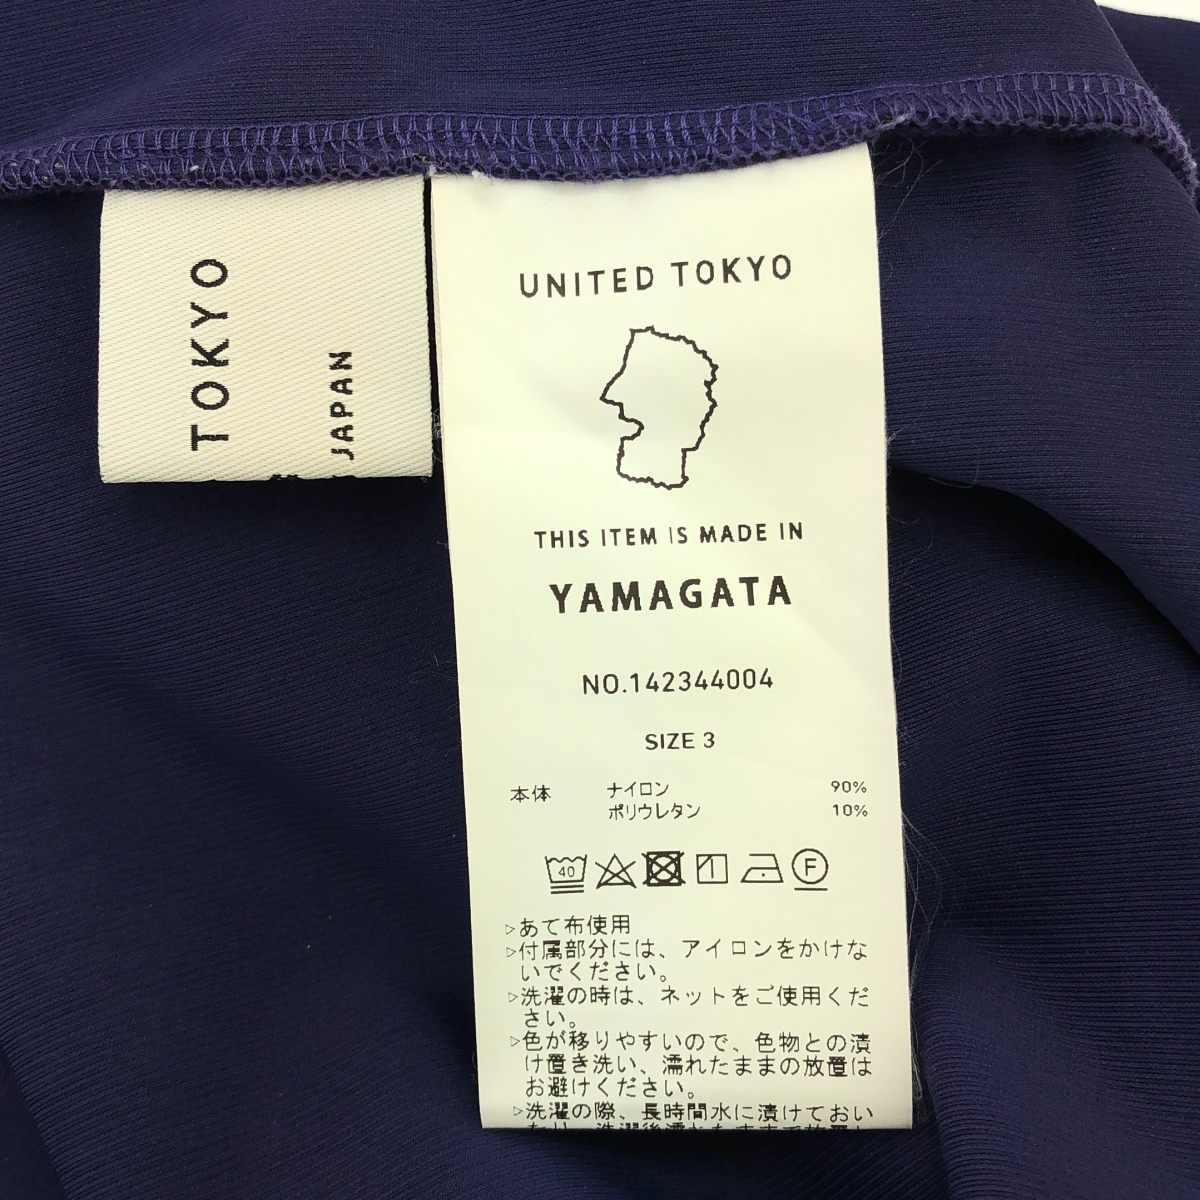 TOKYO
JAPAN
UNITED TOKYO
THIS ITEM IS MADE IN
YAMAGATA
NO.142344004
SIZE 3
本体 ナイロン 90%
ポリウレタン 10%
40 F
▷あて布使用
▷付属部分には、アイロンをかけな
いでください。
▷洗濯の時は、ネットをご使用くだ
さい。
▷色が移りやすいので、色物との漬
け置き洗い、濡れたままの放置は
お避けください。
▷洗濯の際、長時間水に漬けておい